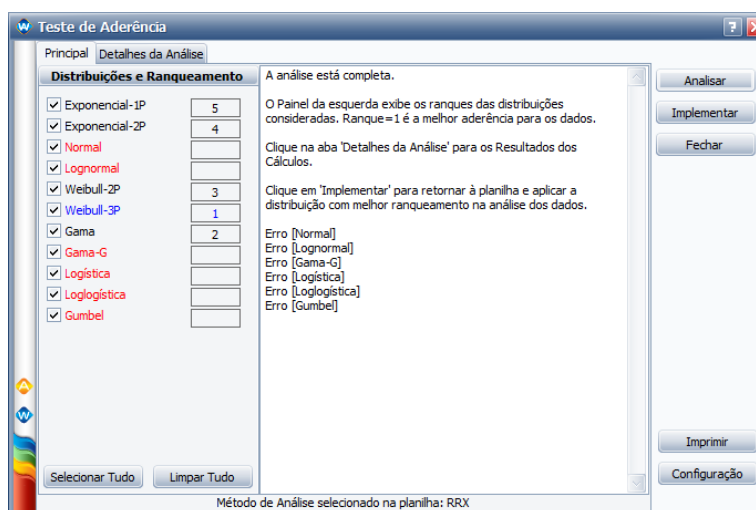 Teste de Aderência
Principal
Detalhes da Análise
Distribuições e Ranqueamento
Exponencial-1P 5
Exponencial-2P 4
Normal
Lognormal
Weibull-2P 3
Weibull-3P 1
Gama 2
Gama-G
Logística
Loglogística
Gumbel
Selecionar Tudo
Limpar Tudo
A análise está completa.
O Painel da esquerda exibe os ranques das distribuições
consideradas. Ranque=1 é a melhor aderência para os dados.
Clique na aba 'Detalhes da Análise' para os Resultados dos
Cálculos.
Clique em 'Implementar' para retornar à planilha e aplicar a
distribuição com melhor ranqueamento na análise dos dados.
Erro [Normal]
Erro [Lognormal]
Erro [Gama-G]
Erro [Logística]
Erro [Loglogística]
Erro [Gumbel]
Analisar
Implementar
Fechar
Imprimir
Configuração
Método de Análise selecionado na planilha: RRX